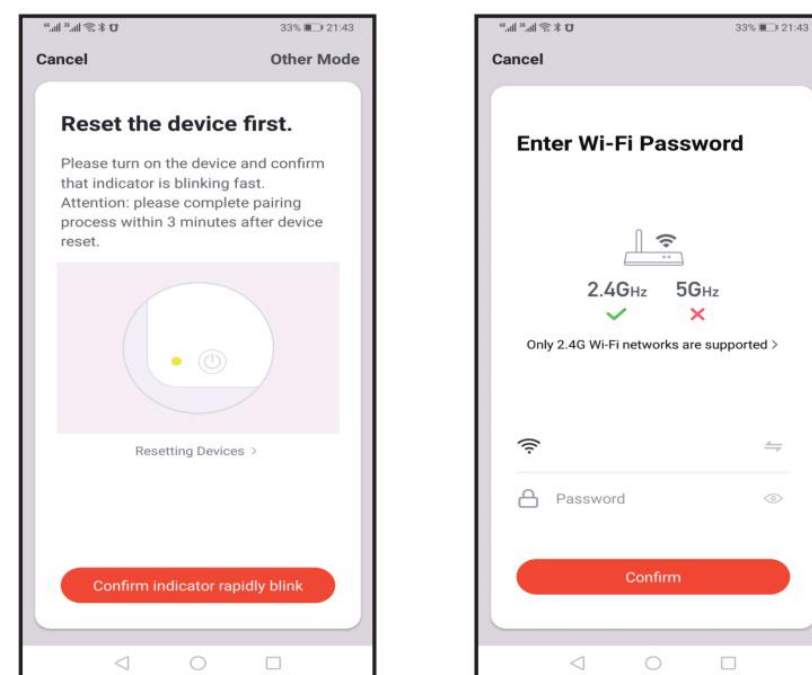 33% 21:43
Cancel
Other Mode
Reset the device first.
Please turn on the device and confirm
that indicator is blinking fast.
Attention: please complete pairing
process within 3 minutes after device
reset.
Resetting Devices >
Confirm indicator rapidly blink
33% 21:43
Cancel
Enter Wi-Fi Password
2.4GHz 5GHz
Only 2.4G Wi-Fi networks are supported >
Password
Confirm